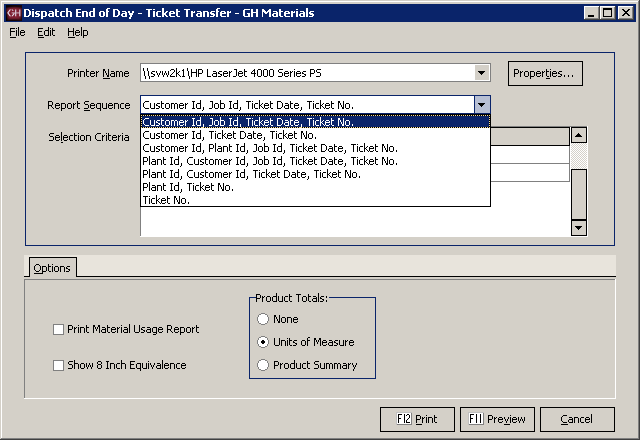 GH Dispatch End of Day - Ticket Transfer - GH Materials
File Edit Help
Printer Name \\svw2k1\HP LaserJet 4000 Series PS Properties...
Report Sequence Customer Id, Job Id, Ticket Date, Ticket No.
Selection Criteria
Customer Id, Job Id, Ticket Date, Ticket No.
Customer Id, Ticket Date, Ticket No.
Customer Id, Plant Id, Job Id, Ticket Date, Ticket No.
Plant Id, Customer Id, Job Id, Ticket Date, Ticket No.
Plant Id, Customer Id, Ticket Date, Ticket No.
Plant Id, Ticket No.
Ticket No.
Options
Product Totals:
None
Print Material Usage Report
Units of Measure
Show 8 Inch Equivalence
Product Summary
F12 Print F11 Preview Cancel